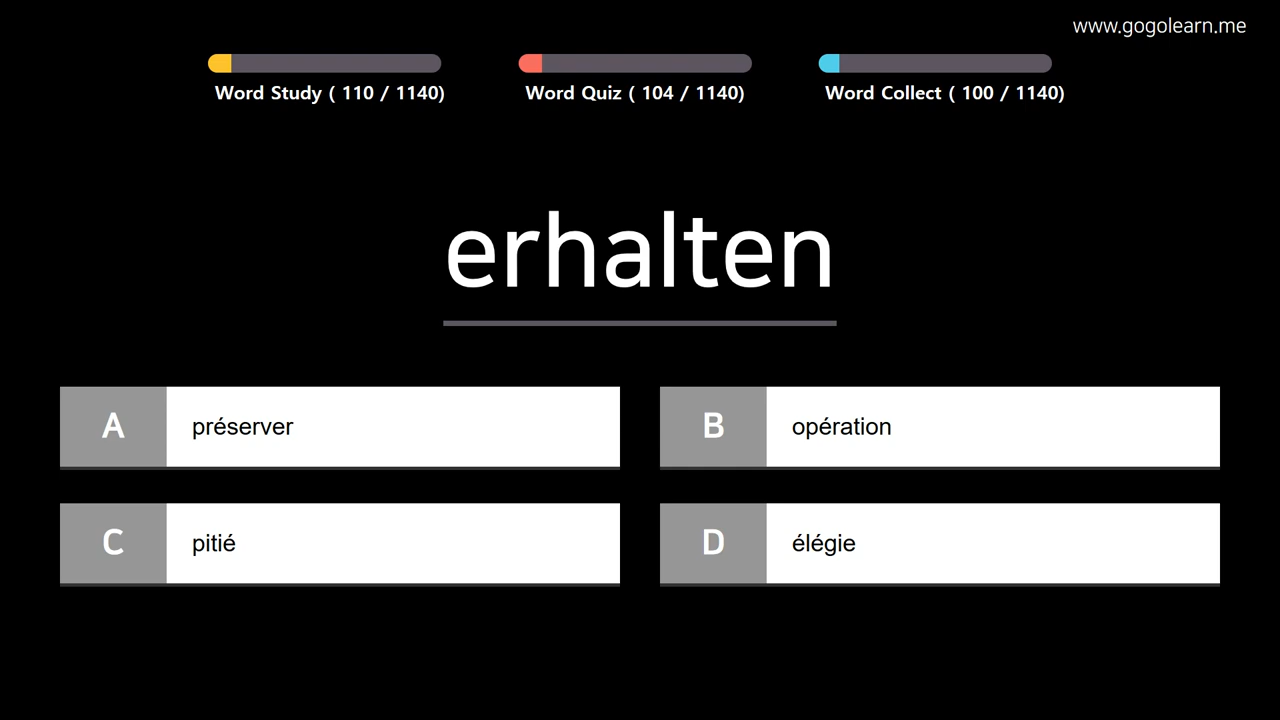 www.gogolearn.me
Word Study ( 110 / 1140)
Word Quiz ( 104 / 1140)
Word Collect ( 100 / 1140)
erhalten
A préserver
B opération
C pitié
D élégie